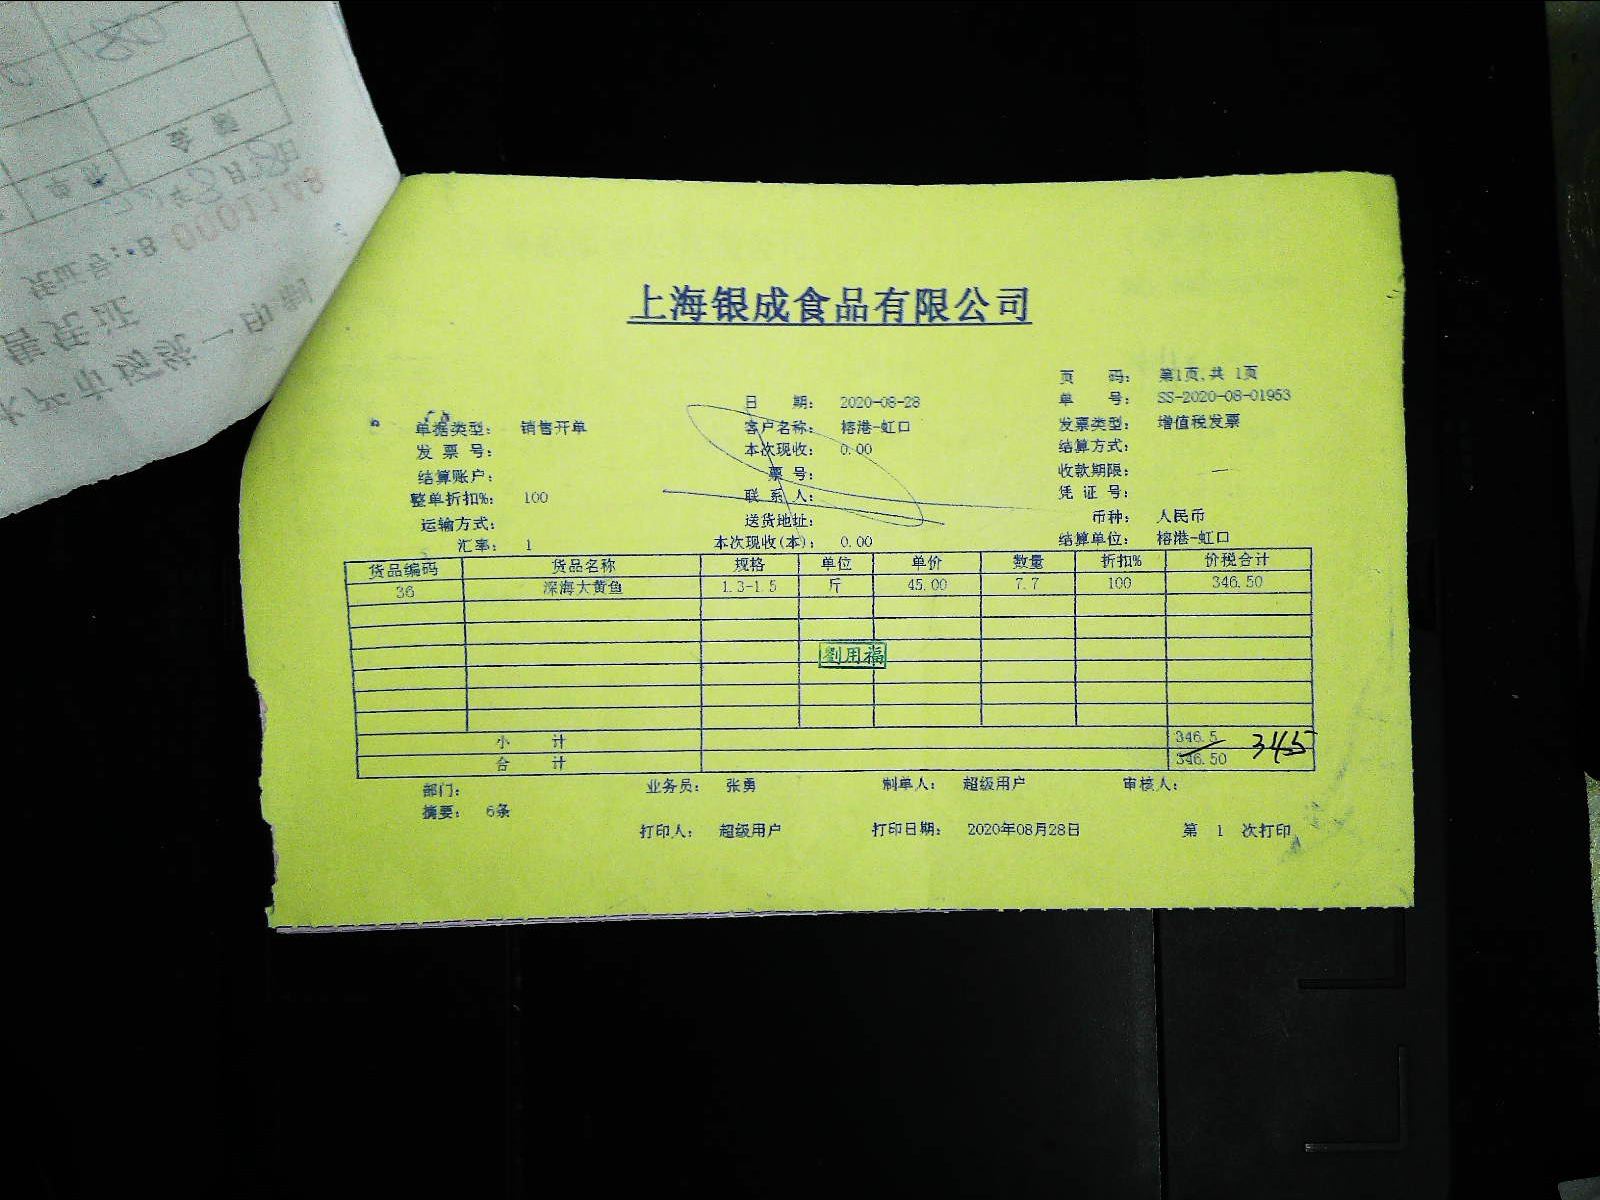 上海银成食品有限公司
页 码： 第1页,共 1页
日 期： 2020-08-28 单 号： SS-2020-08-01953
单据类型： 销售开单 客户名称： 榕港-虹口 发票类型： 增值税发票
发 票 号： 本次现收： 0.00 结算方式：
结算账户： 票 号： 收款期限：
整单折扣%： 100 联 系 人： 凭 证 号：
运输方式： 送货地址： 币种： 人民币
汇率： 1 本次现收(本)： 0.00 结算单位： 榕港-虹口
货品编码 货品名称 规格 单位 单价 数量 折扣% 价税合计
36 深海大黄鱼 1.3-1.5 斤 45.00 7.7 100 346.50
劉用福
小 计 346.5
合 计 346.50
345
部门： 业务员： 张勇 制单人： 超级用户 审核人：
摘要： 6条
打印人： 超级用户 打印日期： 2020年08月28日 第 1 次打印